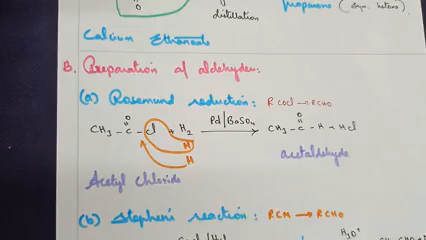 O
distillation
propanone (Sym. ketone)
Calcium Ethanoate
B. Preparation of aldehydes:
(a) Rosemund reduction: RCOCl → RCHO
O
CH₃ - C - Cl + H₂ Pd/BaSO₄ → CH₃ - C - H + HCl
O
H
H
acetaldehyde
Acetyl chloride
(b) Stephen's reaction: RCN → RCHO
H₃O⁺